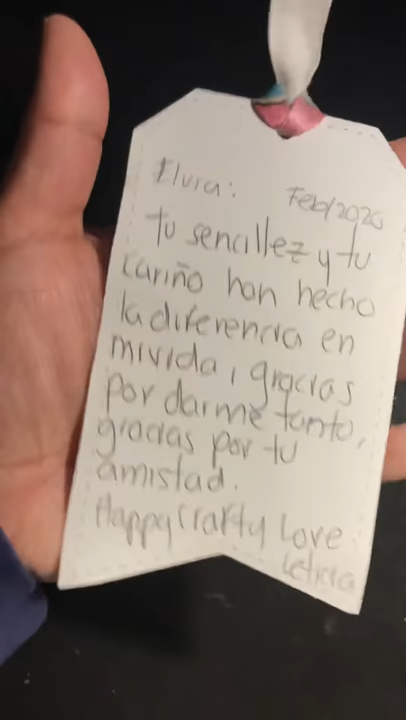 Elvira:
Feb/2020
tu sencillez y tu
cariño han hecho
la diferencia en
mi vida, gracias
por darme tanto,
gracias por tu
amistad.
Happy Crafty Love
Leticia